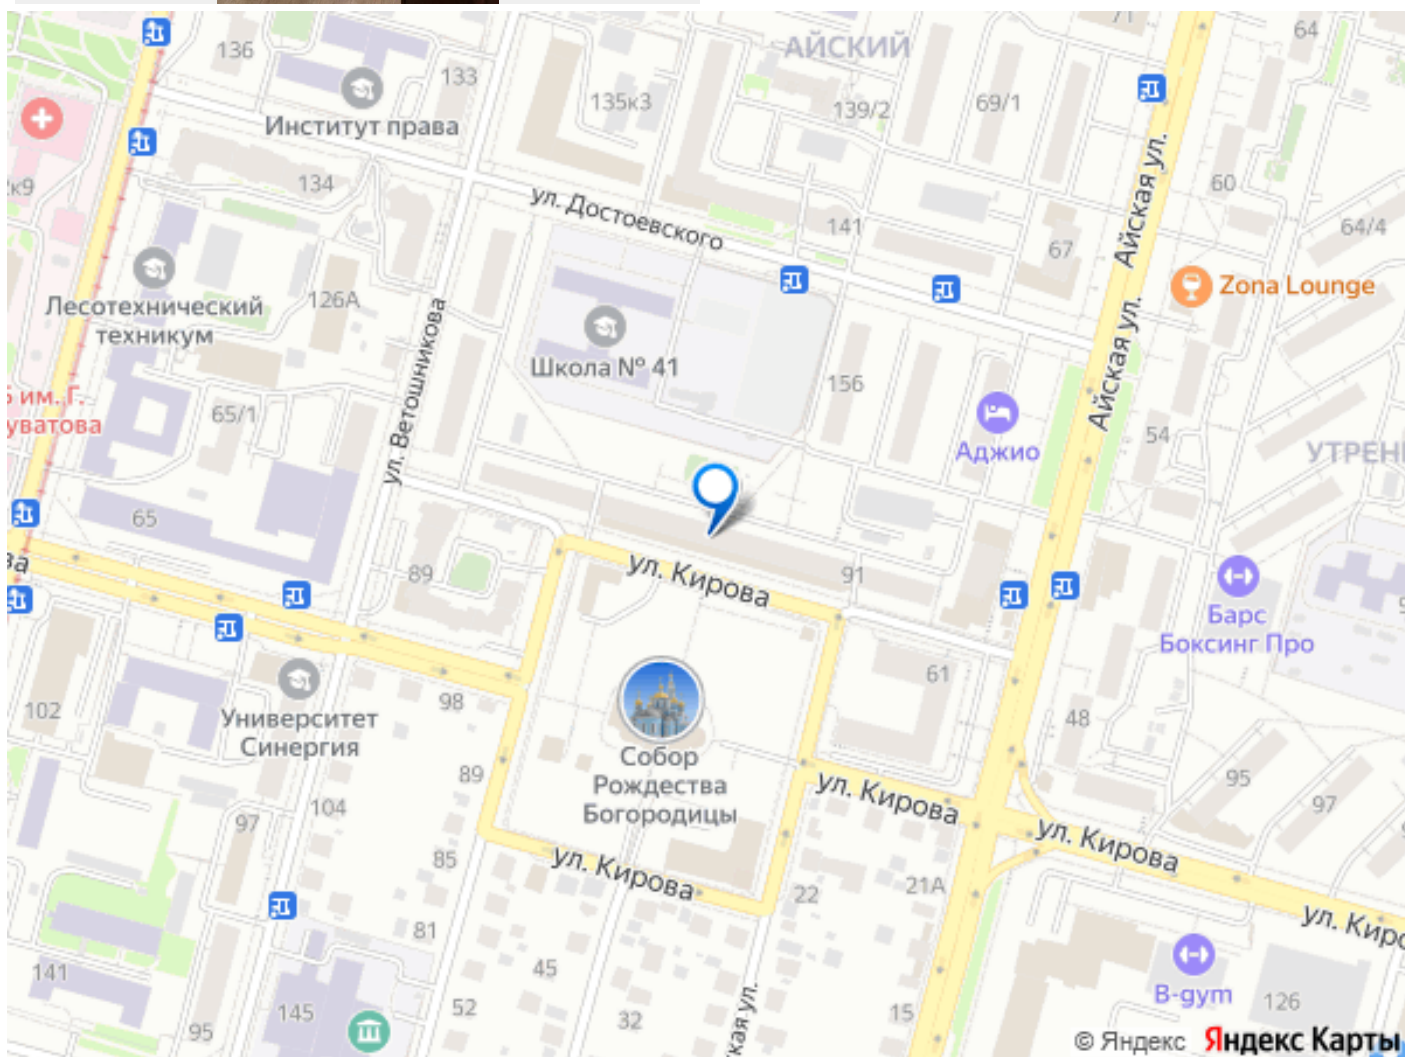 71
64
136
АЙСКИЙ
133
135к3
139/2
69/1
Институт права
Айская ул.
134
60
ул. Достоевского
141
64/4
67
Лесотехнический
техникум
126А
Zona Lounge
ул. Ветошникова
Айская ул.
Школа № 41
156
им. Г.
уватова
65/1
Аджио
54
УТРЕН
65
ул. Кирова
89
91
Барс
Боксинг Про
61
102
98
Университет
Синергия
48
Собор
Рождества
Богородицы
89
95
97
104
97
ул. Кирова
ул. Кирова
85
ул. Кирова
22
21А
ул. Киро
81
141
45
B-gym
126
145
52
32
15
95
кая ул.
© Яндекс Яндекс Карты